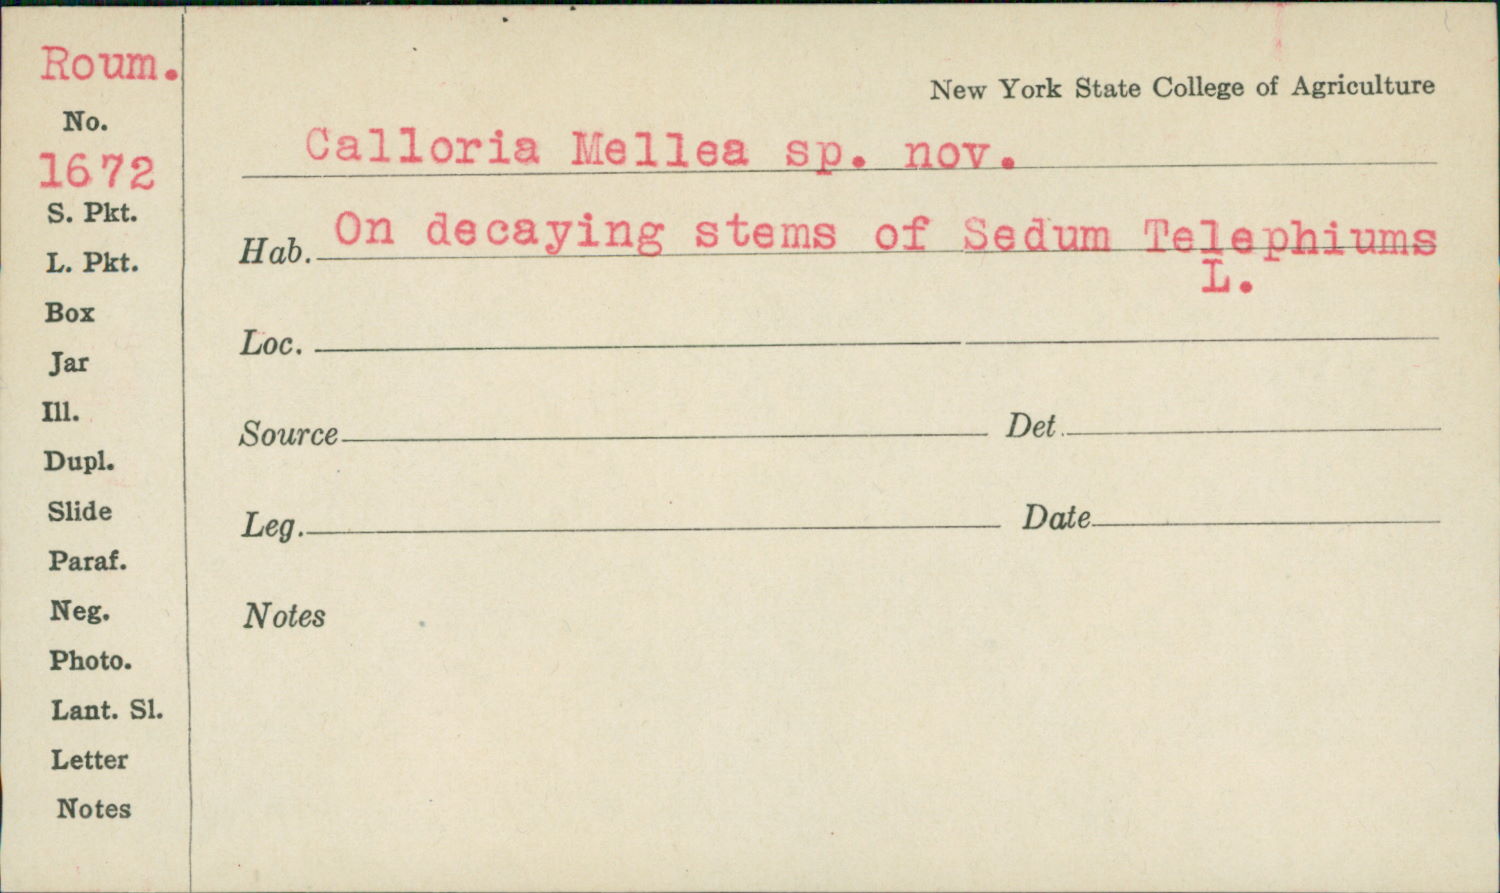 Roum.
No.
1672
S. Pkt.
L. Pkt.
Box
Jar
Ill.
Dupl.
Slide
Paraf.
Neg.
Photo.
Lant. Sl.
Letter
Notes
New York State College of Agriculture
Calloria Mellea sp. nov.
Hab. On decaying stems of Sedum Telephiums
L.
Loc.
Source Det.
Leg. Date
Notes